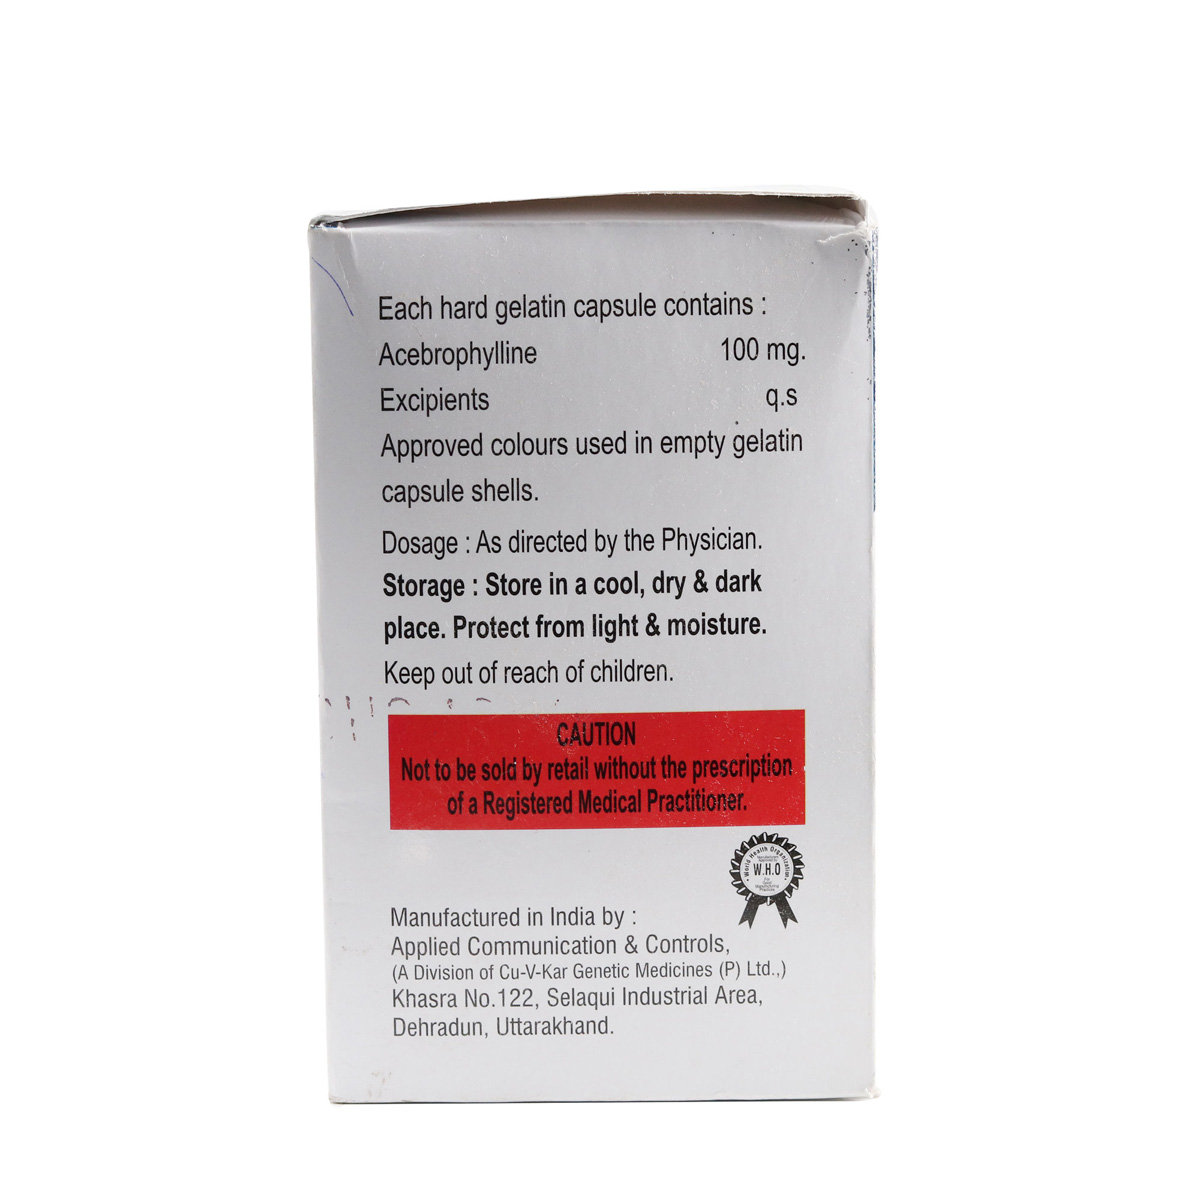 Each hard gelatin capsule contains :
Acebrophylline 100 mg.
Excipients q.s
Approved colours used in empty gelatin
capsule shells.
Dosage : As directed by the Physician.
Storage : Store in a cool, dry & dark
place. Protect from light & moisture.
Keep out of reach of children.
CAUTION
Not to be sold by retail without the prescription
of a Registered Medical Practitioner.
World Health Organization
W.H.O
Manufactured in India by :
Applied Communication & Controls,
(A Division of Cu-V-Kar Genetic Medicines (P) Ltd.,)
Khasra No.122, Selaqui Industrial Area,
Dehradun, Uttarakhand.